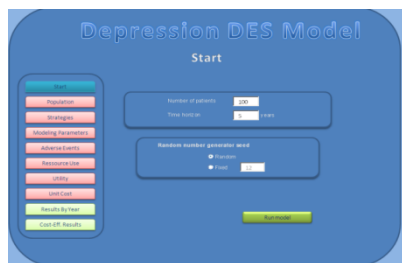 Depression DES Model
Start
Start
Population
Strategies
Modeling Parameters
Adverse Events
Ressource Use
Utility
Unit Cost
Results By Year
Cost-Eff. Results
Number of patients 100
Time horizon 5 years
Random number generator seed
Random
Fixed 12
Run model